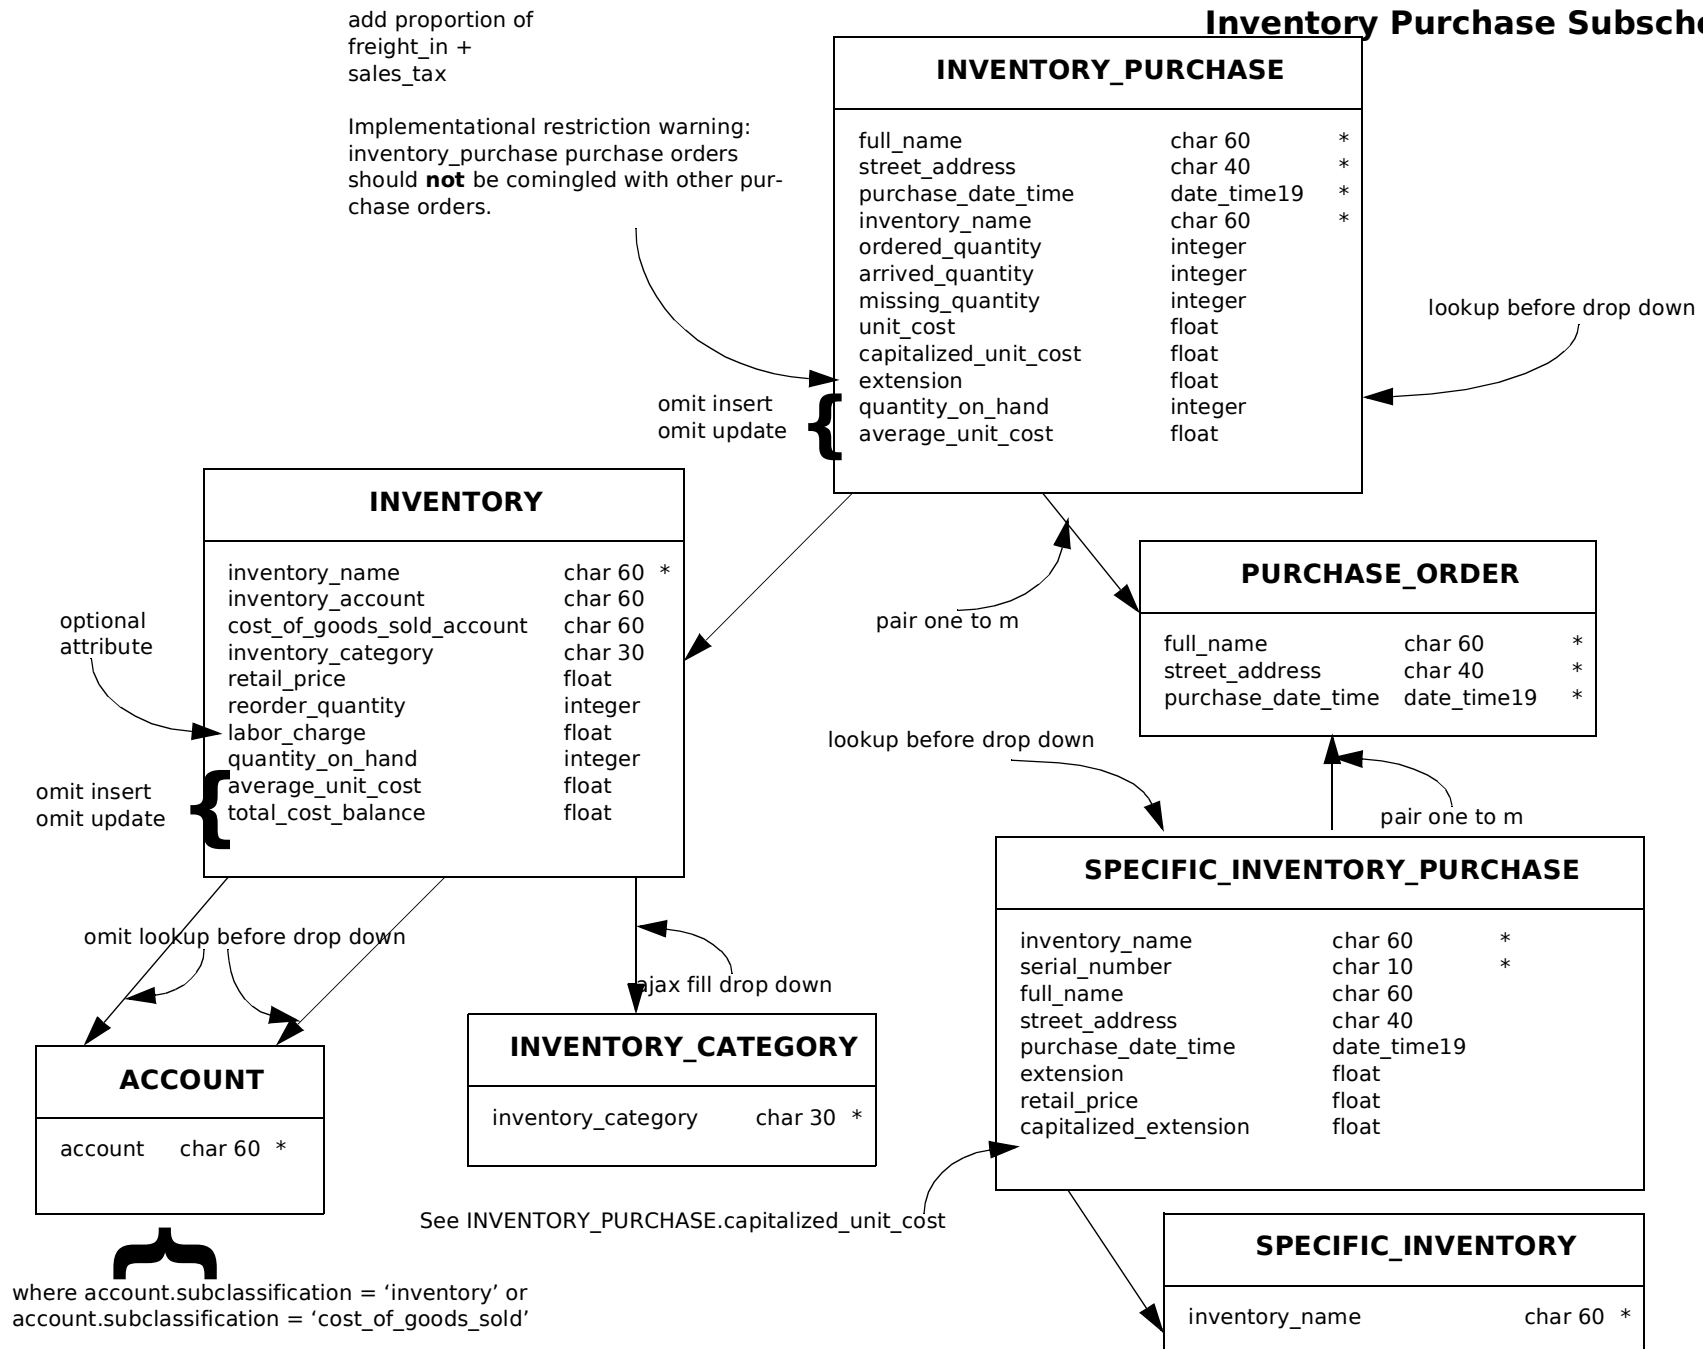 Inventory Purchase Subsche
add proportion of
freight_in +
sales_tax
Implementational restriction warning:
inventory_purchase purchase orders
should not be comingled with other pur-
chase orders.
INVENTORY_PURCHASE
full_name char 60 *
street_address char 40 *
purchase_date_time date_time19 *
inventory_name char 60 *
ordered_quantity integer
arrived_quantity integer
missing_quantity integer
unit_cost float
capitalized_unit_cost float
extension float
quantity_on_hand integer
average_unit_cost float
lookup before drop down
omit insert
omit update
INVENTORY
inventory_name char 60 *
inventory_account char 60
cost_of_goods_sold_account char 60
inventory_category char 30
retail_price float
reorder_quantity integer
labor_charge float
quantity_on_hand integer
average_unit_cost float
total_cost_balance float
optional
attribute
omit insert
omit update
pair one to m
PURCHASE_ORDER
full_name char 60 *
street_address char 40 *
purchase_date_time date_time19 *
lookup before drop down
pair one to m
SPECIFIC_INVENTORY_PURCHASE
inventory_name char 60 *
serial_number char 10 *
full_name char 60
street_address char 40
purchase_date_time date_time19
extension float
retail_price float
capitalized_extension float
omit lookup before drop down
ajax fill drop down
INVENTORY_CATEGORY
inventory_category char 30 *
ACCOUNT
account char 60 *
See INVENTORY_PURCHASE.capitalized_unit_cost
where account.subclassification = ‘inventory’ or
account.subclassification = ‘cost_of_goods_sold’
SPECIFIC_INVENTORY
inventory_name char 60 *